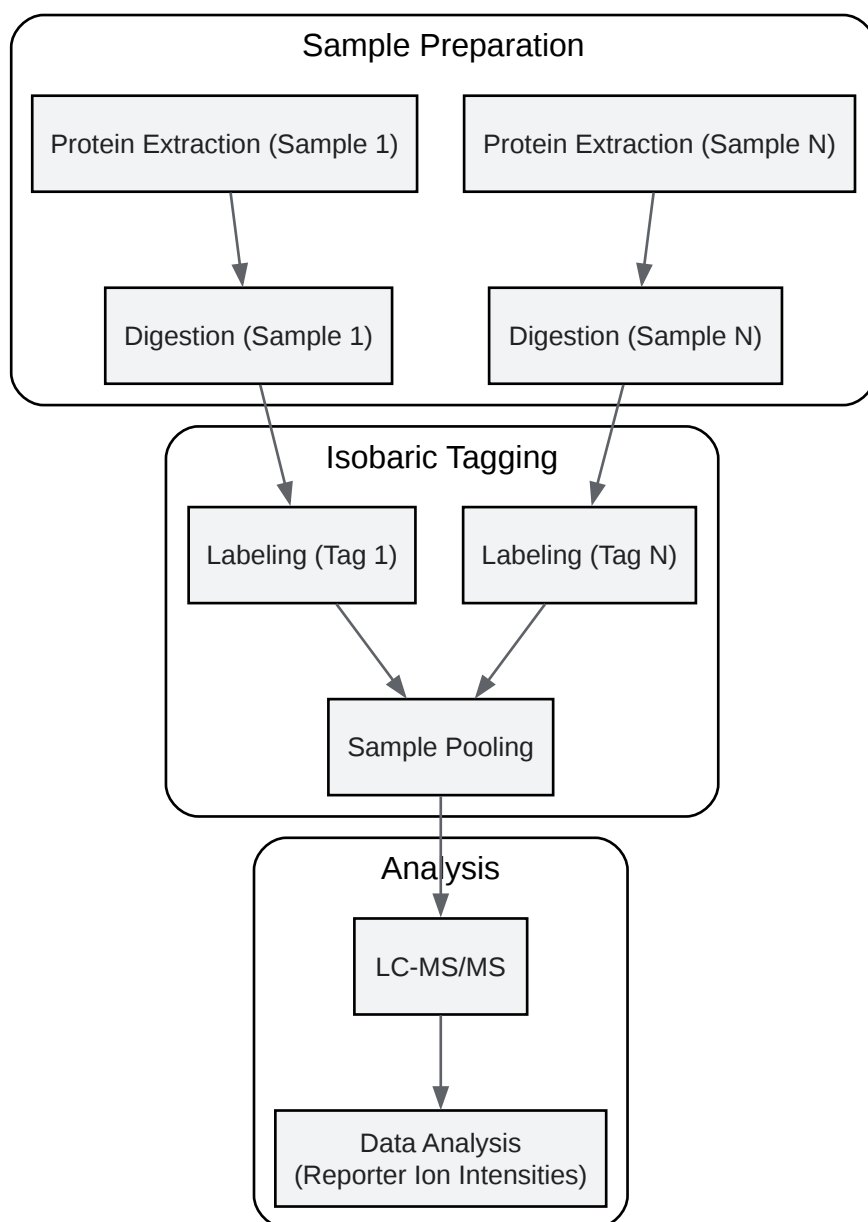 Sample Preparation
Protein Extraction (Sample 1)
Protein Extraction (Sample N)
Digestion (Sample 1)
Digestion (Sample N)
Isobaric Tagging
Labeling (Tag 1)
Labeling (Tag N)
Sample Pooling
Analysis
LC-MS/MS
Data Analysis
(Reporter Ion Intensities)